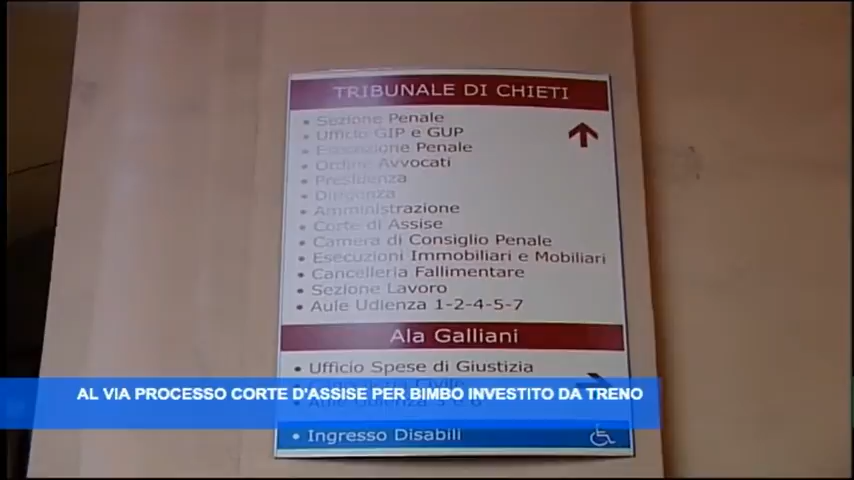 TRIBUNALE DI CHIETI
• Sezione Penale
• Ufficio GIP e GUP
• Esecuzione Penale
• Ordine Avvocati
• Presidenza
• Dirigenza
• Amministrazione
• Corte di Assise
• Camera di Consiglio Penale
• Esecuzioni Immobiliari e Mobiliari
• Cancelleria Fallimentare
• Sezione Lavoro
• Aule Udienza 1-2-4-5-7
Ala Galliani
• Ufficio Spese di Giustizia
AL VIA PROCESSO CORTE D'ASSISE PER BIMBO INVESTITO DA TRENO
• Ingresso Disabili